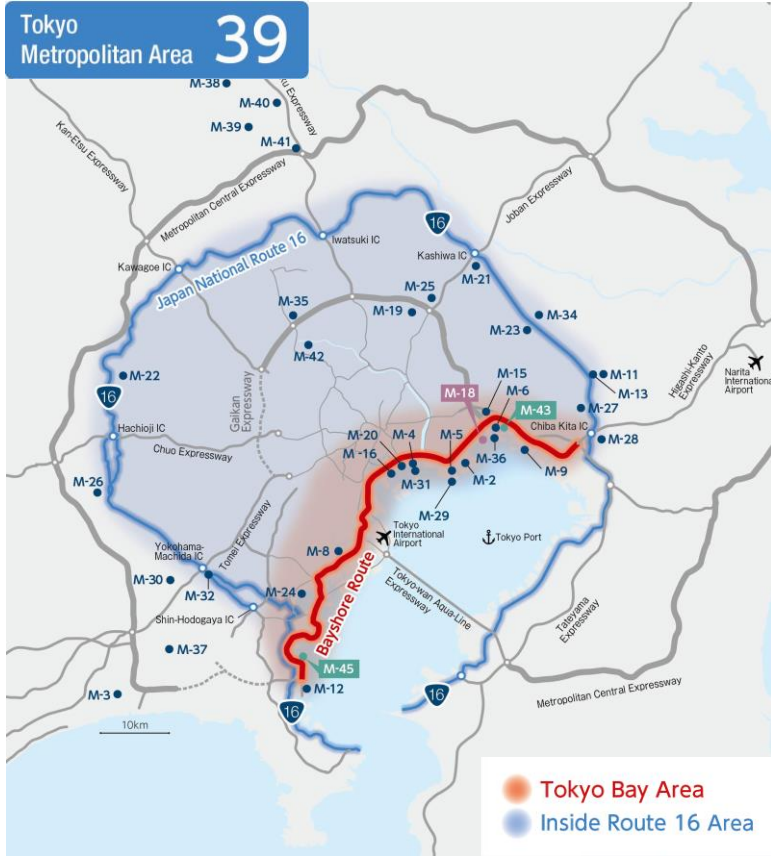 Tokyo
Metropolitan Area
39
M-38
M-40
M-39
M-41
ku Expressway
Kan-Etsu Expressway
Metropolitan Central Expressway
Joban Expressway
16
Iwatsuki IC
Kashiwa IC
Kawagoe IC
Japan National Route 16
M-21
M-25
M-35
M-19
M-34
M-23
M-42
Gaikan
Expressway
M-22
M-15
M-11
M-6
M-13
Higashi-Kanto
Expressway
Narita
International
Airport
16
M-18
M-43
M-27
Hachioji IC
Chiba Kita IC
M-20
M-4
M-5
M-28
Chuo Expressway
M -16
M-36
M-9
M-31
M-2
M-26
M-29
Tokyo
International
Airport
Tokyo Port
Tomei Expressway
Yokohama-
Machida IC
M-8
M-30
M-32
M-24
Bayshore Route
Tokyo-wan Aqua-Line
Expressway
Shin-Hodogaya IC
Tateyama
Expressway
M-37
M-45
M-3
M-12
16
16
Metropolitan Central Expressway
10km
Tokyo Bay Area
Inside Route 16 Area